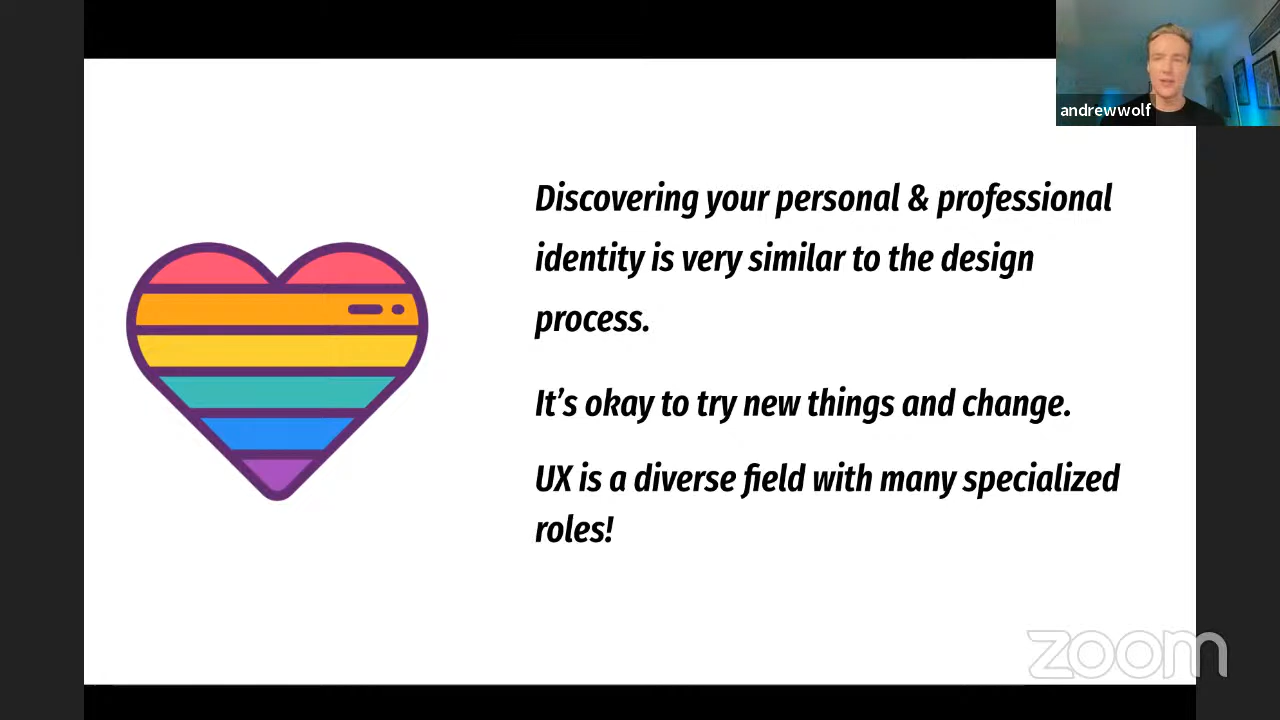 andrewwolf
Discovering your personal & professional
identity is very similar to the design
process.
It's okay to try new things and change.
UX is a diverse field with many specialized
roles!
zoom